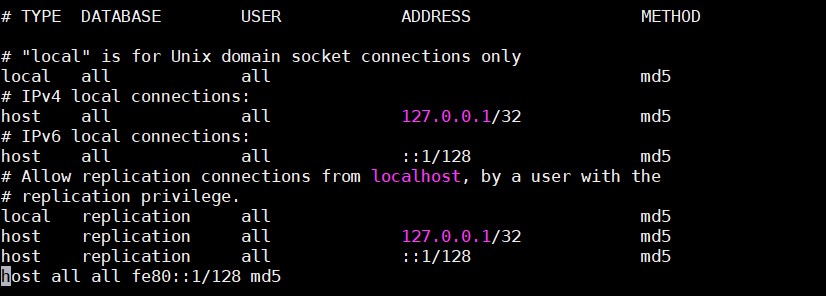 # TYPE  DATABASE        USER            ADDRESS                 METHOD
# "local" is for Unix domain socket connections only
local   all             all                                     md5
# IPv4 local connections:
host    all             all             127.0.0.1/32            md5
# IPv6 local connections:
host    all             all             ::1/128                 md5
# Allow replication connections from localhost, by a user with the
# replication privilege.
local   replication     all                                     md5
host    replication     all             127.0.0.1/32            md5
host    replication     all             ::1/128                 md5
host all all fe80::1/128 md5